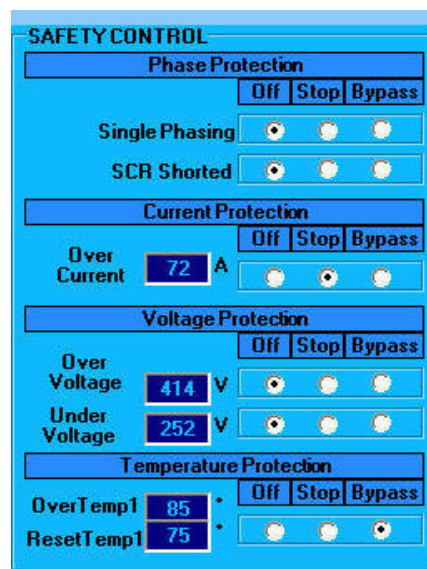 SAFETY CONTROL
Phase Protection
Off Stop Bypass
Single Phasing
SCR Shorted
Current Protection
Off Stop Bypass
Over
Current 72 A
Voltage Protection
Off Stop Bypass
Over
Voltage 414 V
Under
Voltage 252 V
Temperature Protection
Off Stop Bypass
OverTemp1 85 °
ResetTemp1 75 °